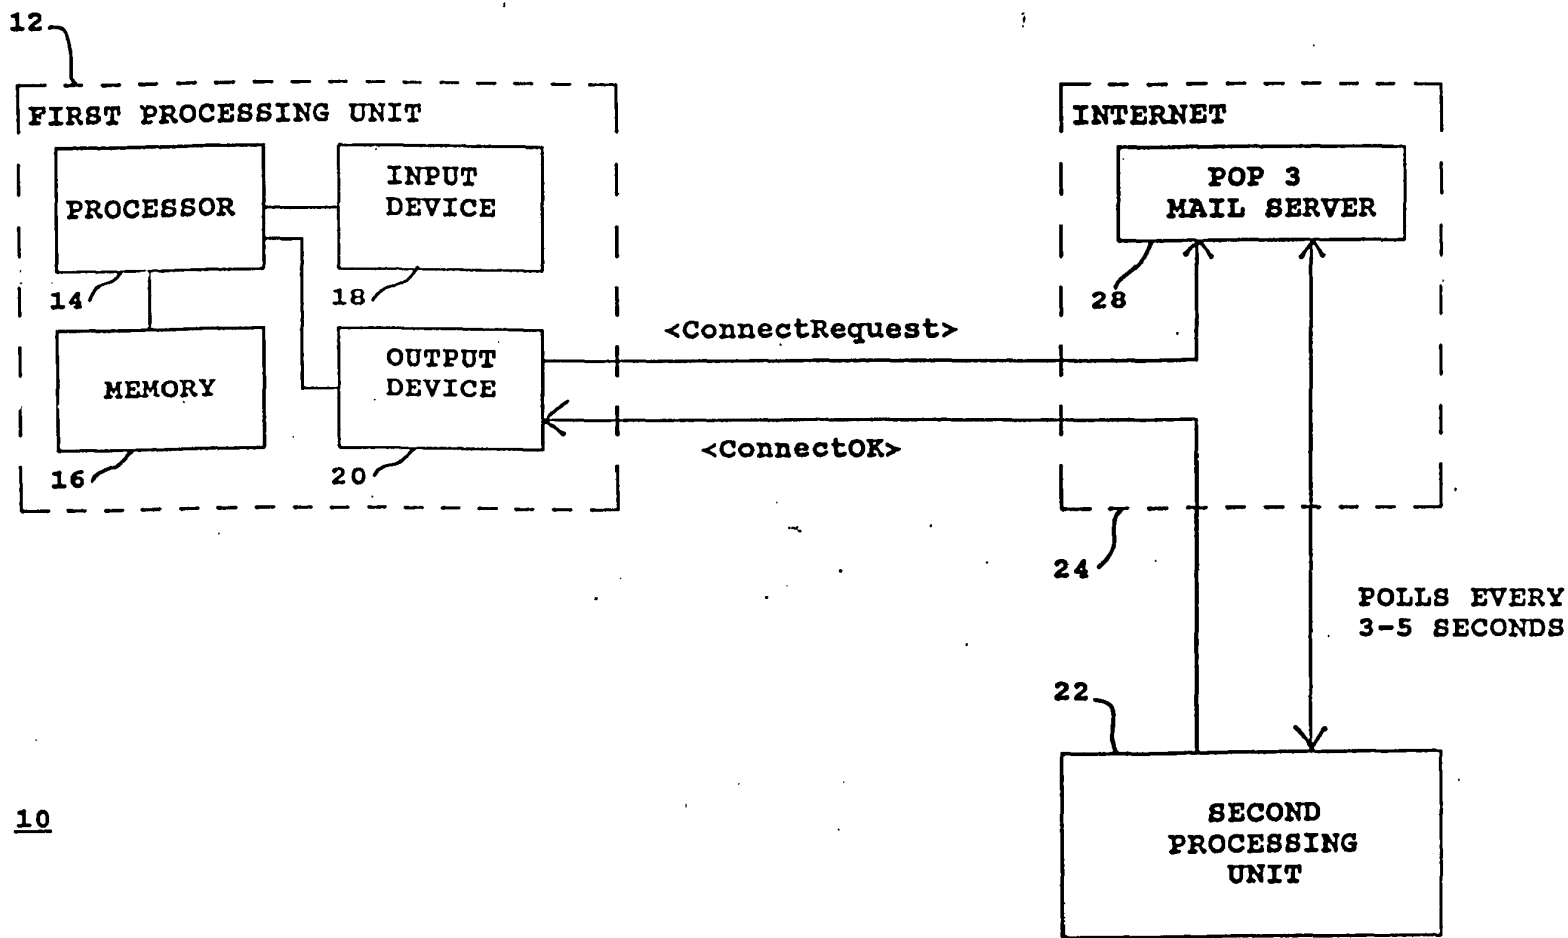 12
FIRST PROCESSING UNIT
PROCESSOR
14
INPUT
DEVICE
18
MEMORY
16
OUTPUT
DEVICE
20
<ConnectRequest>
<ConnectOK>
INTERNET
POP 3
MAIL SERVER
28
24
POLLS EVERY
3-5 SECONDS
22
SECOND
PROCESSING
UNIT
10